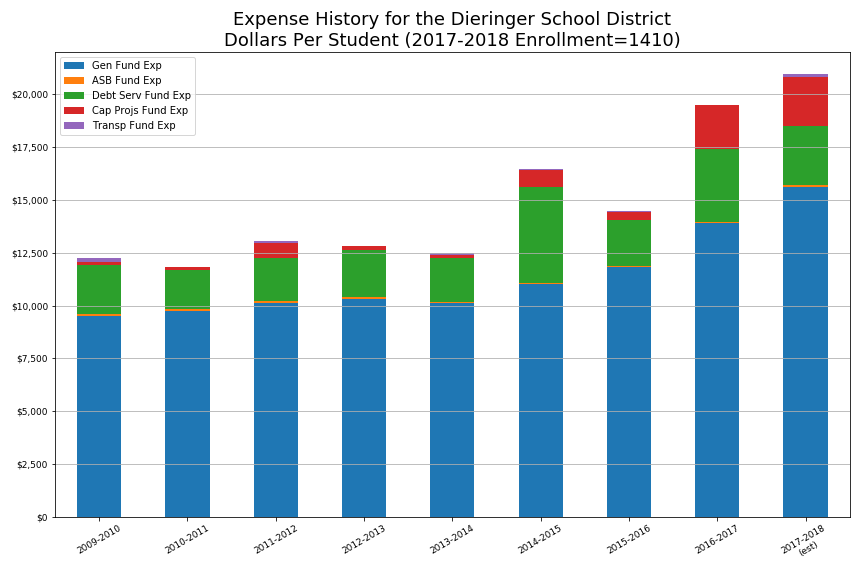 Expense History for the Dieringer School District
Dollars Per Student (2017-2018 Enrollment=1410)
Gen Fund Exp
ASB Fund Exp
Debt Serv Fund Exp
Cap Projs Fund Exp
Transp Fund Exp
$20,000
$17,500
$15,000
$12,500
$10,000
$7,500
$5,000
$2,500
$0
2009-2010
2010-2011
2011-2012
2012-2013
2013-2014
2014-2015
2015-2016
2016-2017
2017-2018
(est)